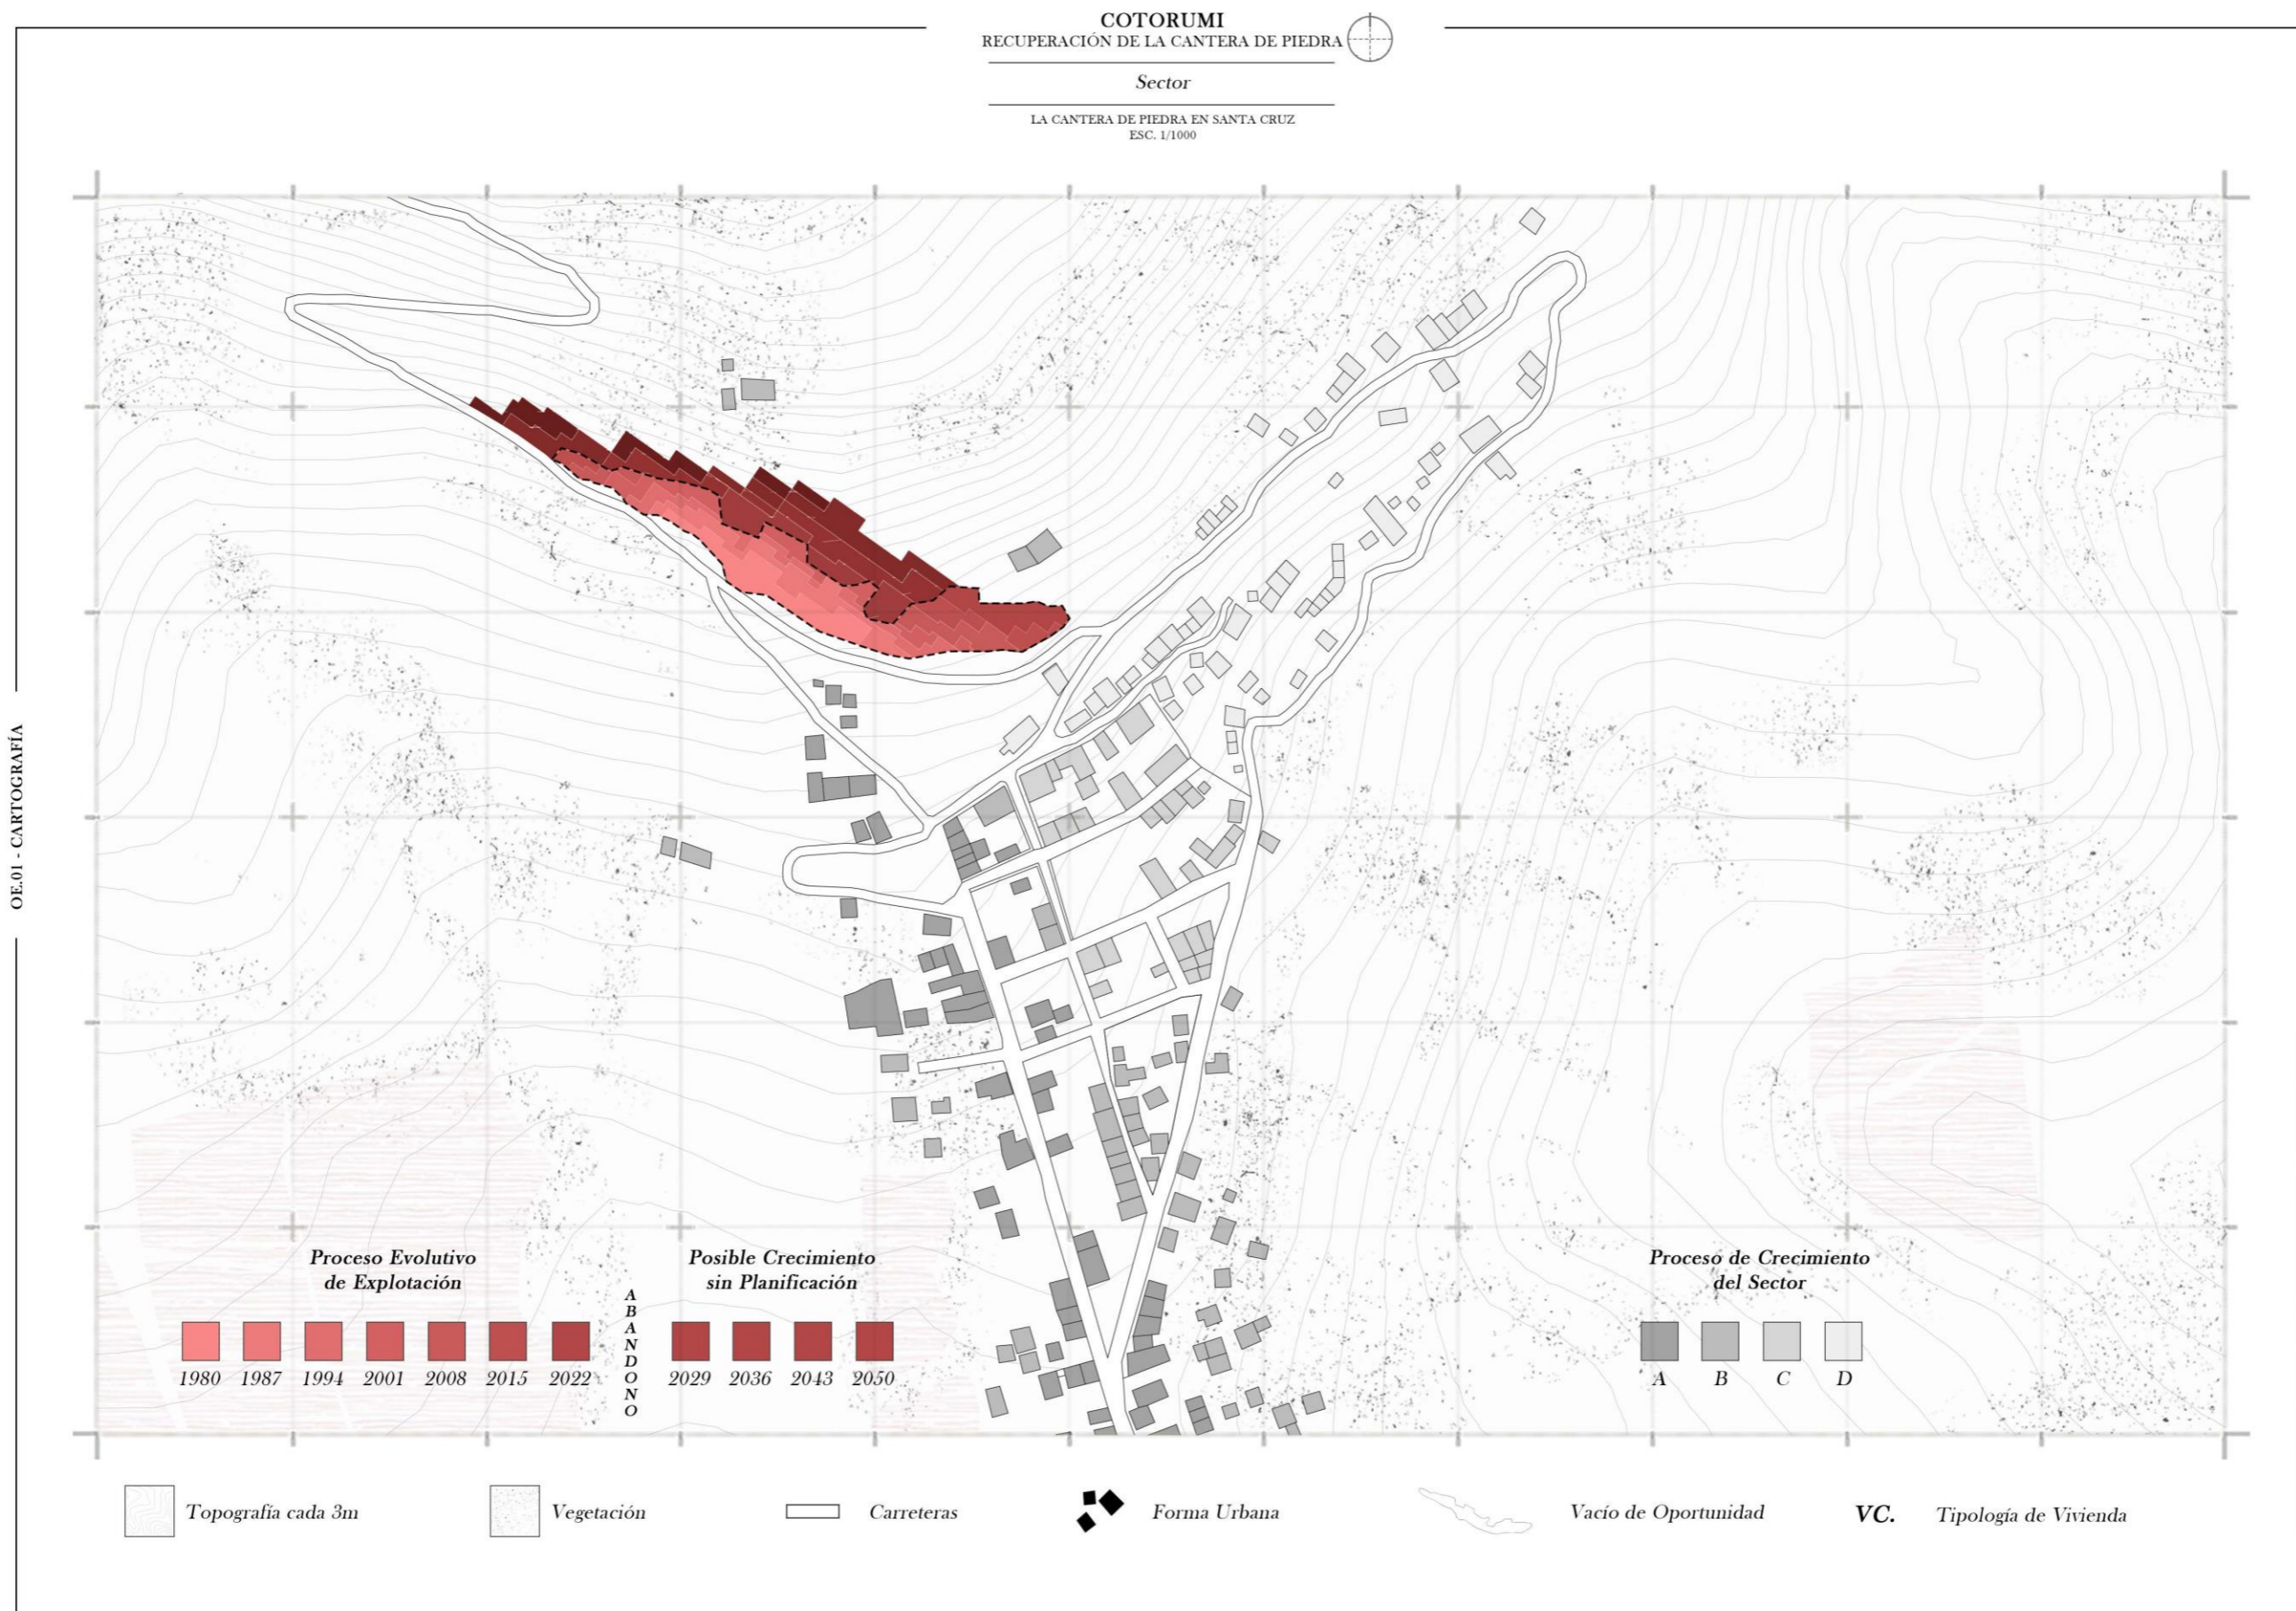 COTORUMI
RECUPERACIÓN DE LA CANTERA DE PIEDRA
Sector
LA CANTERA DE PIEDRA EN SANTA CRUZ
ESC. 1/1000
OE.01 - CARTOGRAFÍA
Proceso Evolutivo
de Explotación
1980 1987 1994 2001 2008 2015 2022
ABANDONO
Posible Crecimiento
sin Planificación
2029 2036 2043 2050
Proceso de Crecimiento
del Sector
A B C D
Topografía cada 3m
Vegetación
Carreteras
Forma Urbana
Vacío de Oportunidad
VC. Tipología de Vivienda